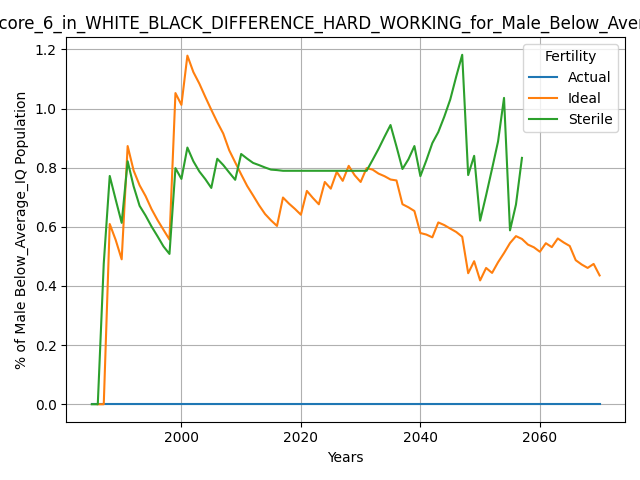 core_6_in_WHITE_BLACK_DIFFERENCE_HARD_WORKING_for_Male_Below_Aver
Fertility
Actual
Ideal
Sterile
% of Male Below_Average_IQ Population
1.2
1.0
0.8
0.6
0.4
0.2
0.0
2000
2020
2040
2060
Years